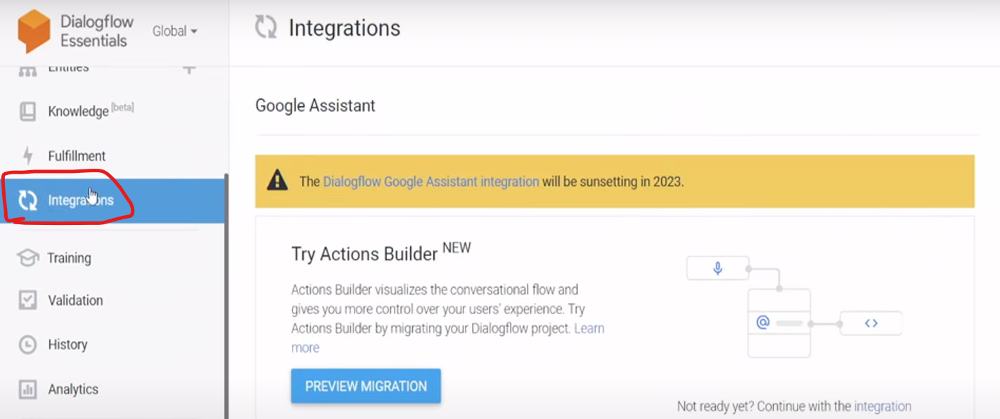 Dialogflow
Essentials
Global
Integrations
Entities
Knowledge [beta]
Fulfillment
Integrations
Training
Validation
History
Analytics
Google Assistant
The Dialogflow Google Assistant integration will be sunsetting in 2023.
Try Actions Builder NEW
Actions Builder visualizes the conversational flow and
gives you more control over your users' experience. Try
Actions Builder by migrating your Dialogflow project. Learn
more
PREVIEW MIGRATION
Not ready yet? Continue with the integration